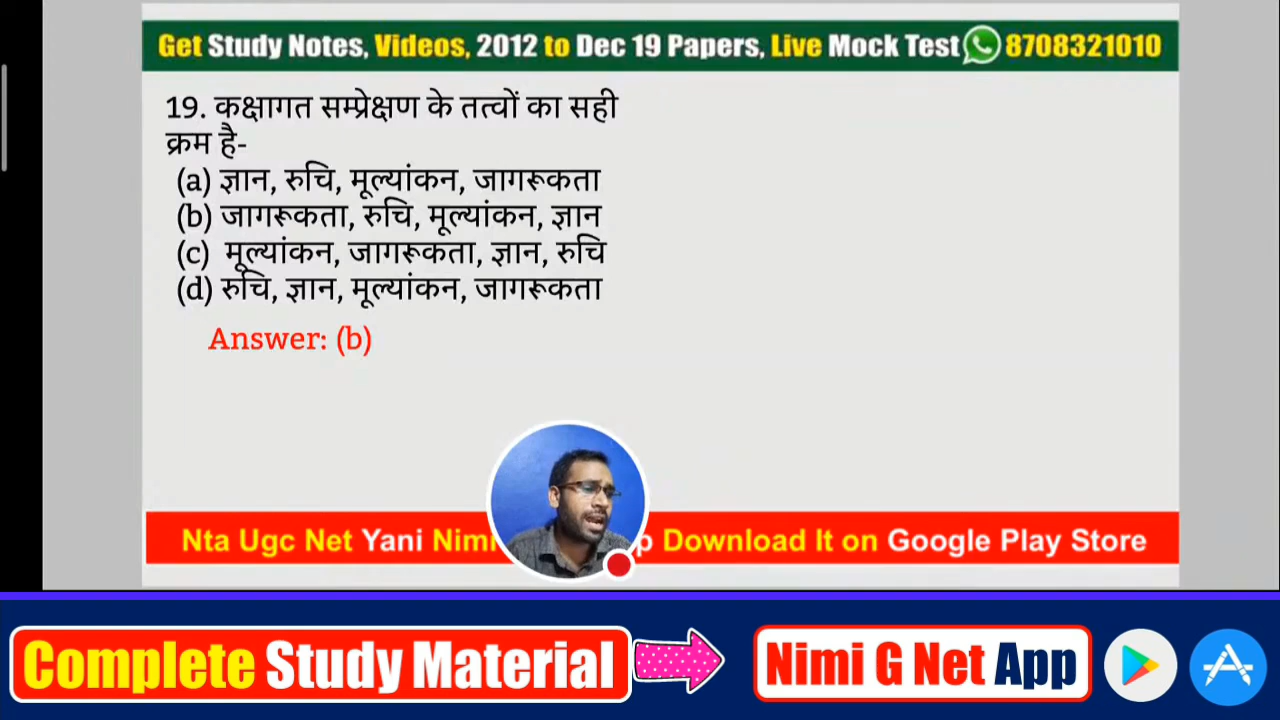 Get Study Notes, Videos, 2012 to Dec 19 Papers, Live Mock Test 8708321010
19. कक्षागत सम्प्रेक्षण के तत्वों का सही
क्रम है-
(a) ज्ञान, रुचि, मूल्यांकन, जागरूकता
(b) जागरूकता, रुचि, मूल्यांकन, ज्ञान
(c) मूल्यांकन, जागरूकता, ज्ञान, रुचि
(d) रुचि, ज्ञान, मूल्यांकन, जागरूकता
Answer: (b)
Nta Ugc Net Yani Nimi Download It on Google Play Store
Complete Study Material
Nimi G Net App